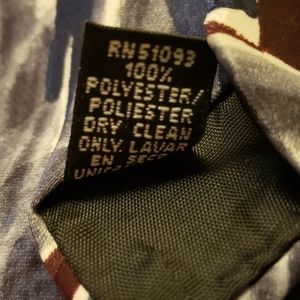 RN51093
100%
POLYESTER/
POLIESTER
DRY CLEAN
ONLY. LAVAR
EN SECO